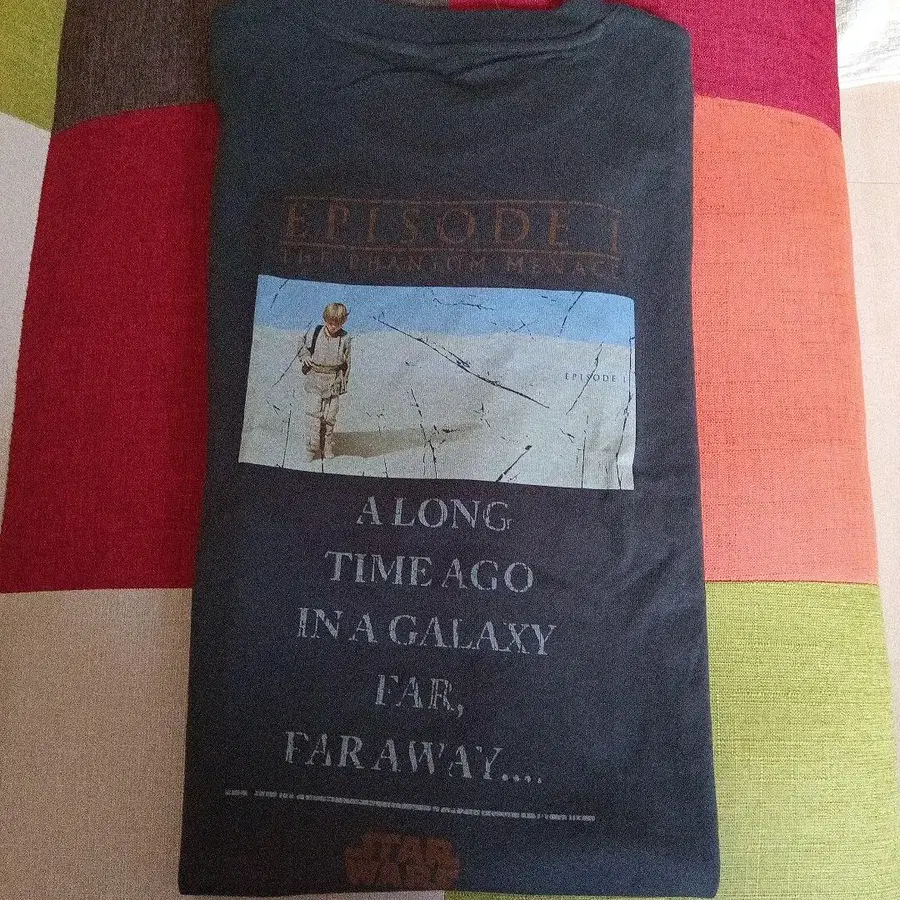 EPISODE I
THE PHANTOM MENACE
EPISODE I
A LONG
TIME AGO
IN A GALAXY
FAR,
FAR AWAY....
STAR
WARS